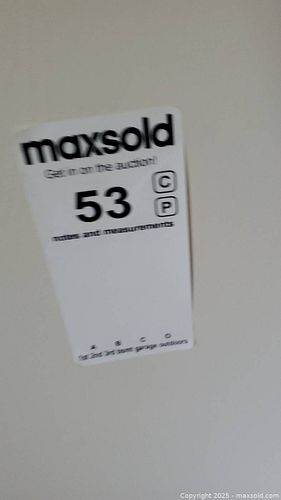 maxsold
Get in on the auction!
53
C
P
notes and measurements
A B C D
1st 2nd 3rd bsmt garage outdoors
Copyright 2025 - maxsold.com